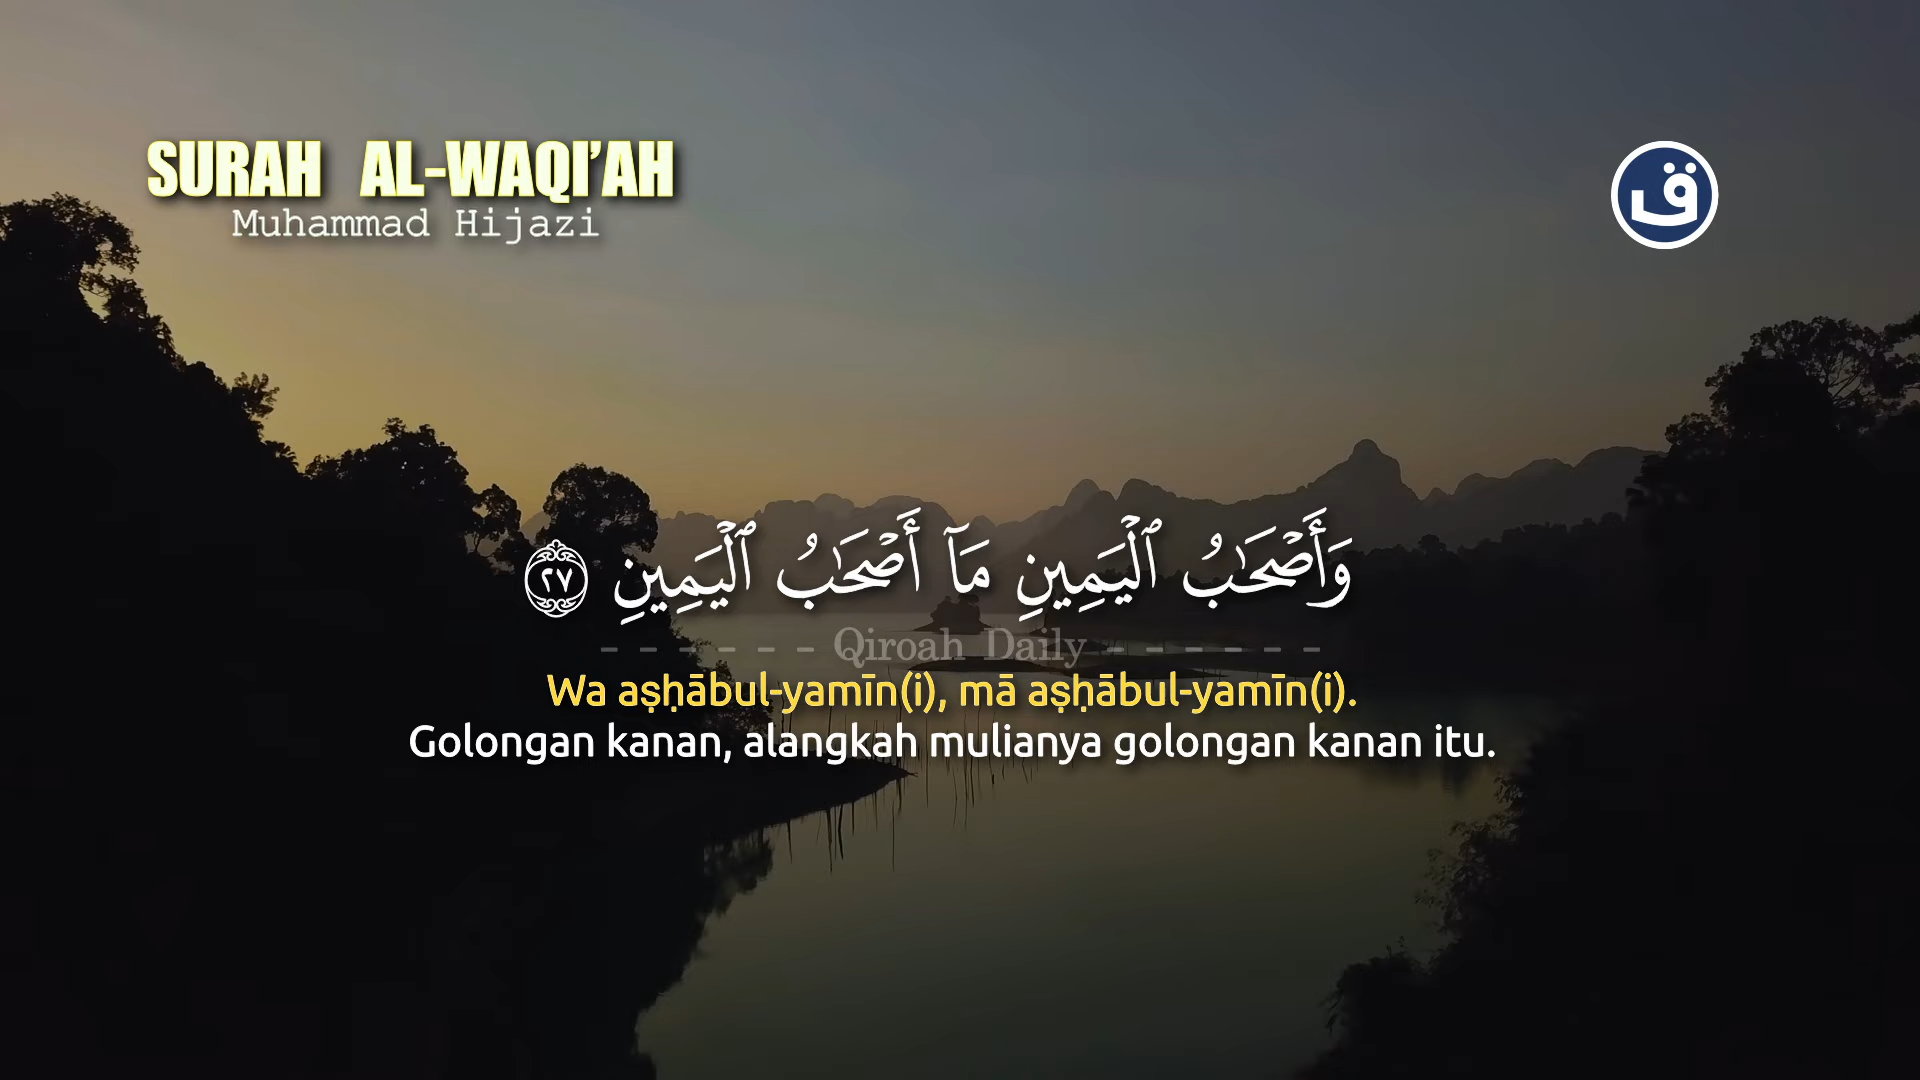 SURAH AL-WAQI’AH
Muhammad Hijazi
ق
وَأَصْحَـٰبُ ٱلْيَمِينِ مَآ أَصْحَـٰبُ ٱلْيَمِينِ ٢٧
- - - - - - Qiroah Daily - - - - - -
Wa aṣḥābul-yamīn(i), mā aṣḥābul-yamīn(i).
Golongan kanan, alangkah mulianya golongan kanan itu.